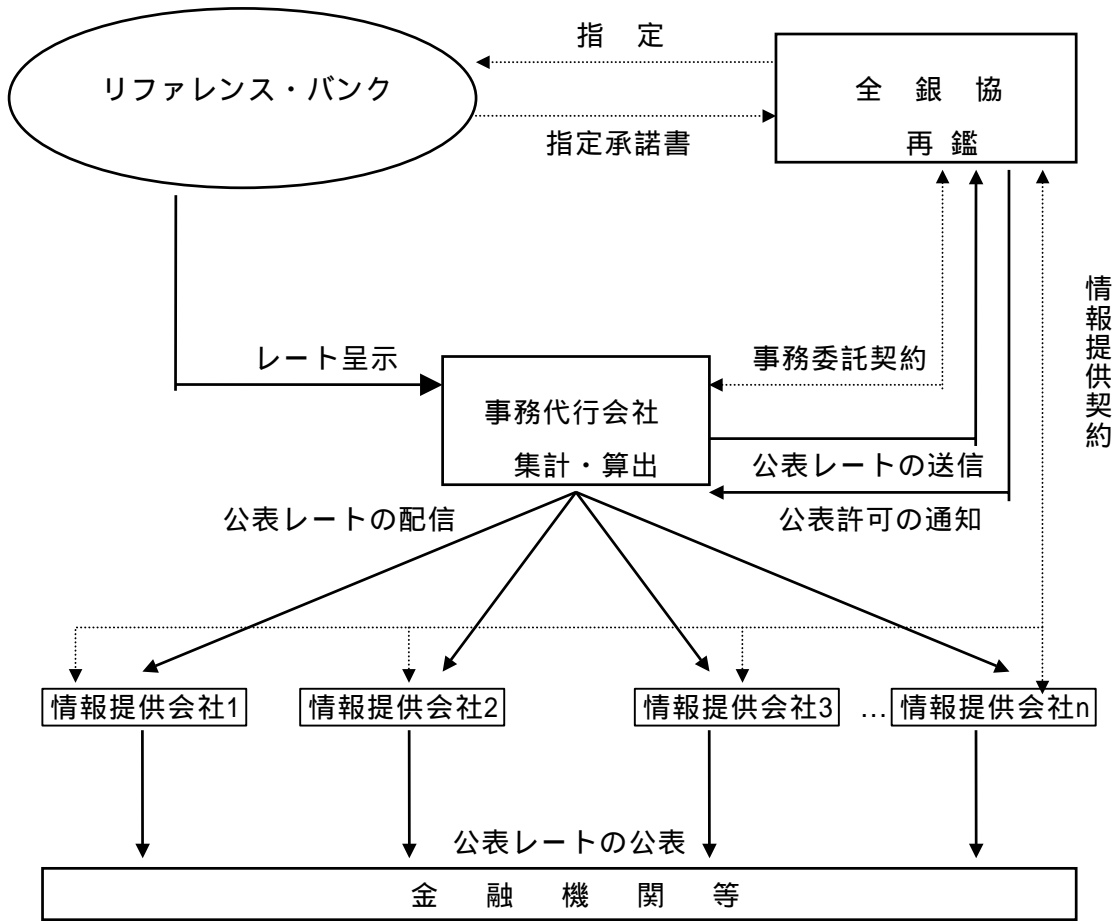 指 定
リファレンス・バンク
全 銀 協
再 鑑
指定承諾書
情報提供契約
レート呈示
事務委託契約
事務代行会社
集計・算出
公表レートの送信
公表レートの配信
公表許可の通知
情報提供会社1
情報提供会社2
情報提供会社3
…
情報提供会社n
公表レートの公表
金 融 機 関 等